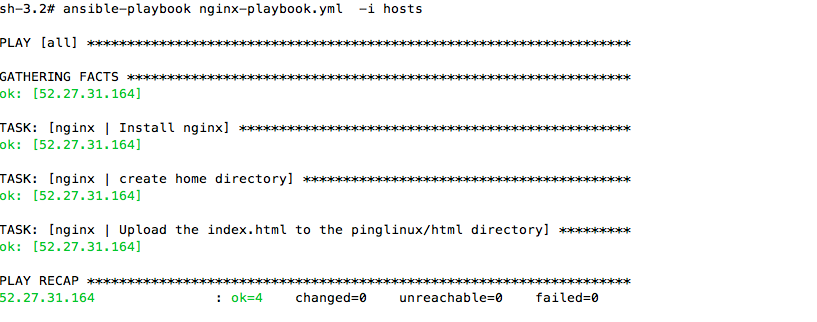 sh-3.2# ansible-playbook nginx-playbook.yml  -i hosts
PLAY [all] ********************************************************************
GATHERING FACTS ***************************************************************
ok: [52.27.31.164]
TASK: [nginx | Install nginx] *************************************************
ok: [52.27.31.164]
TASK: [nginx | create home directory] *****************************************
ok: [52.27.31.164]
TASK: [nginx | Upload the index.html to the pinglinux/html directory] *********
ok: [52.27.31.164]
PLAY RECAP ********************************************************************
52.27.31.164               : ok=4    changed=0    unreachable=0    failed=0